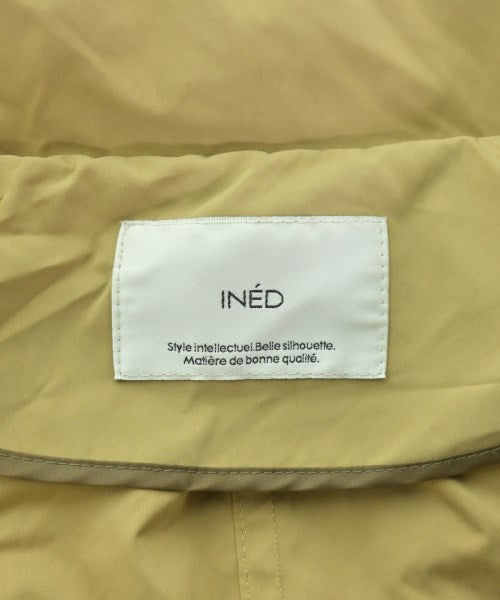 INÉD
Style intellectuel.Belle silhouette.
Matière de bonne qualité.